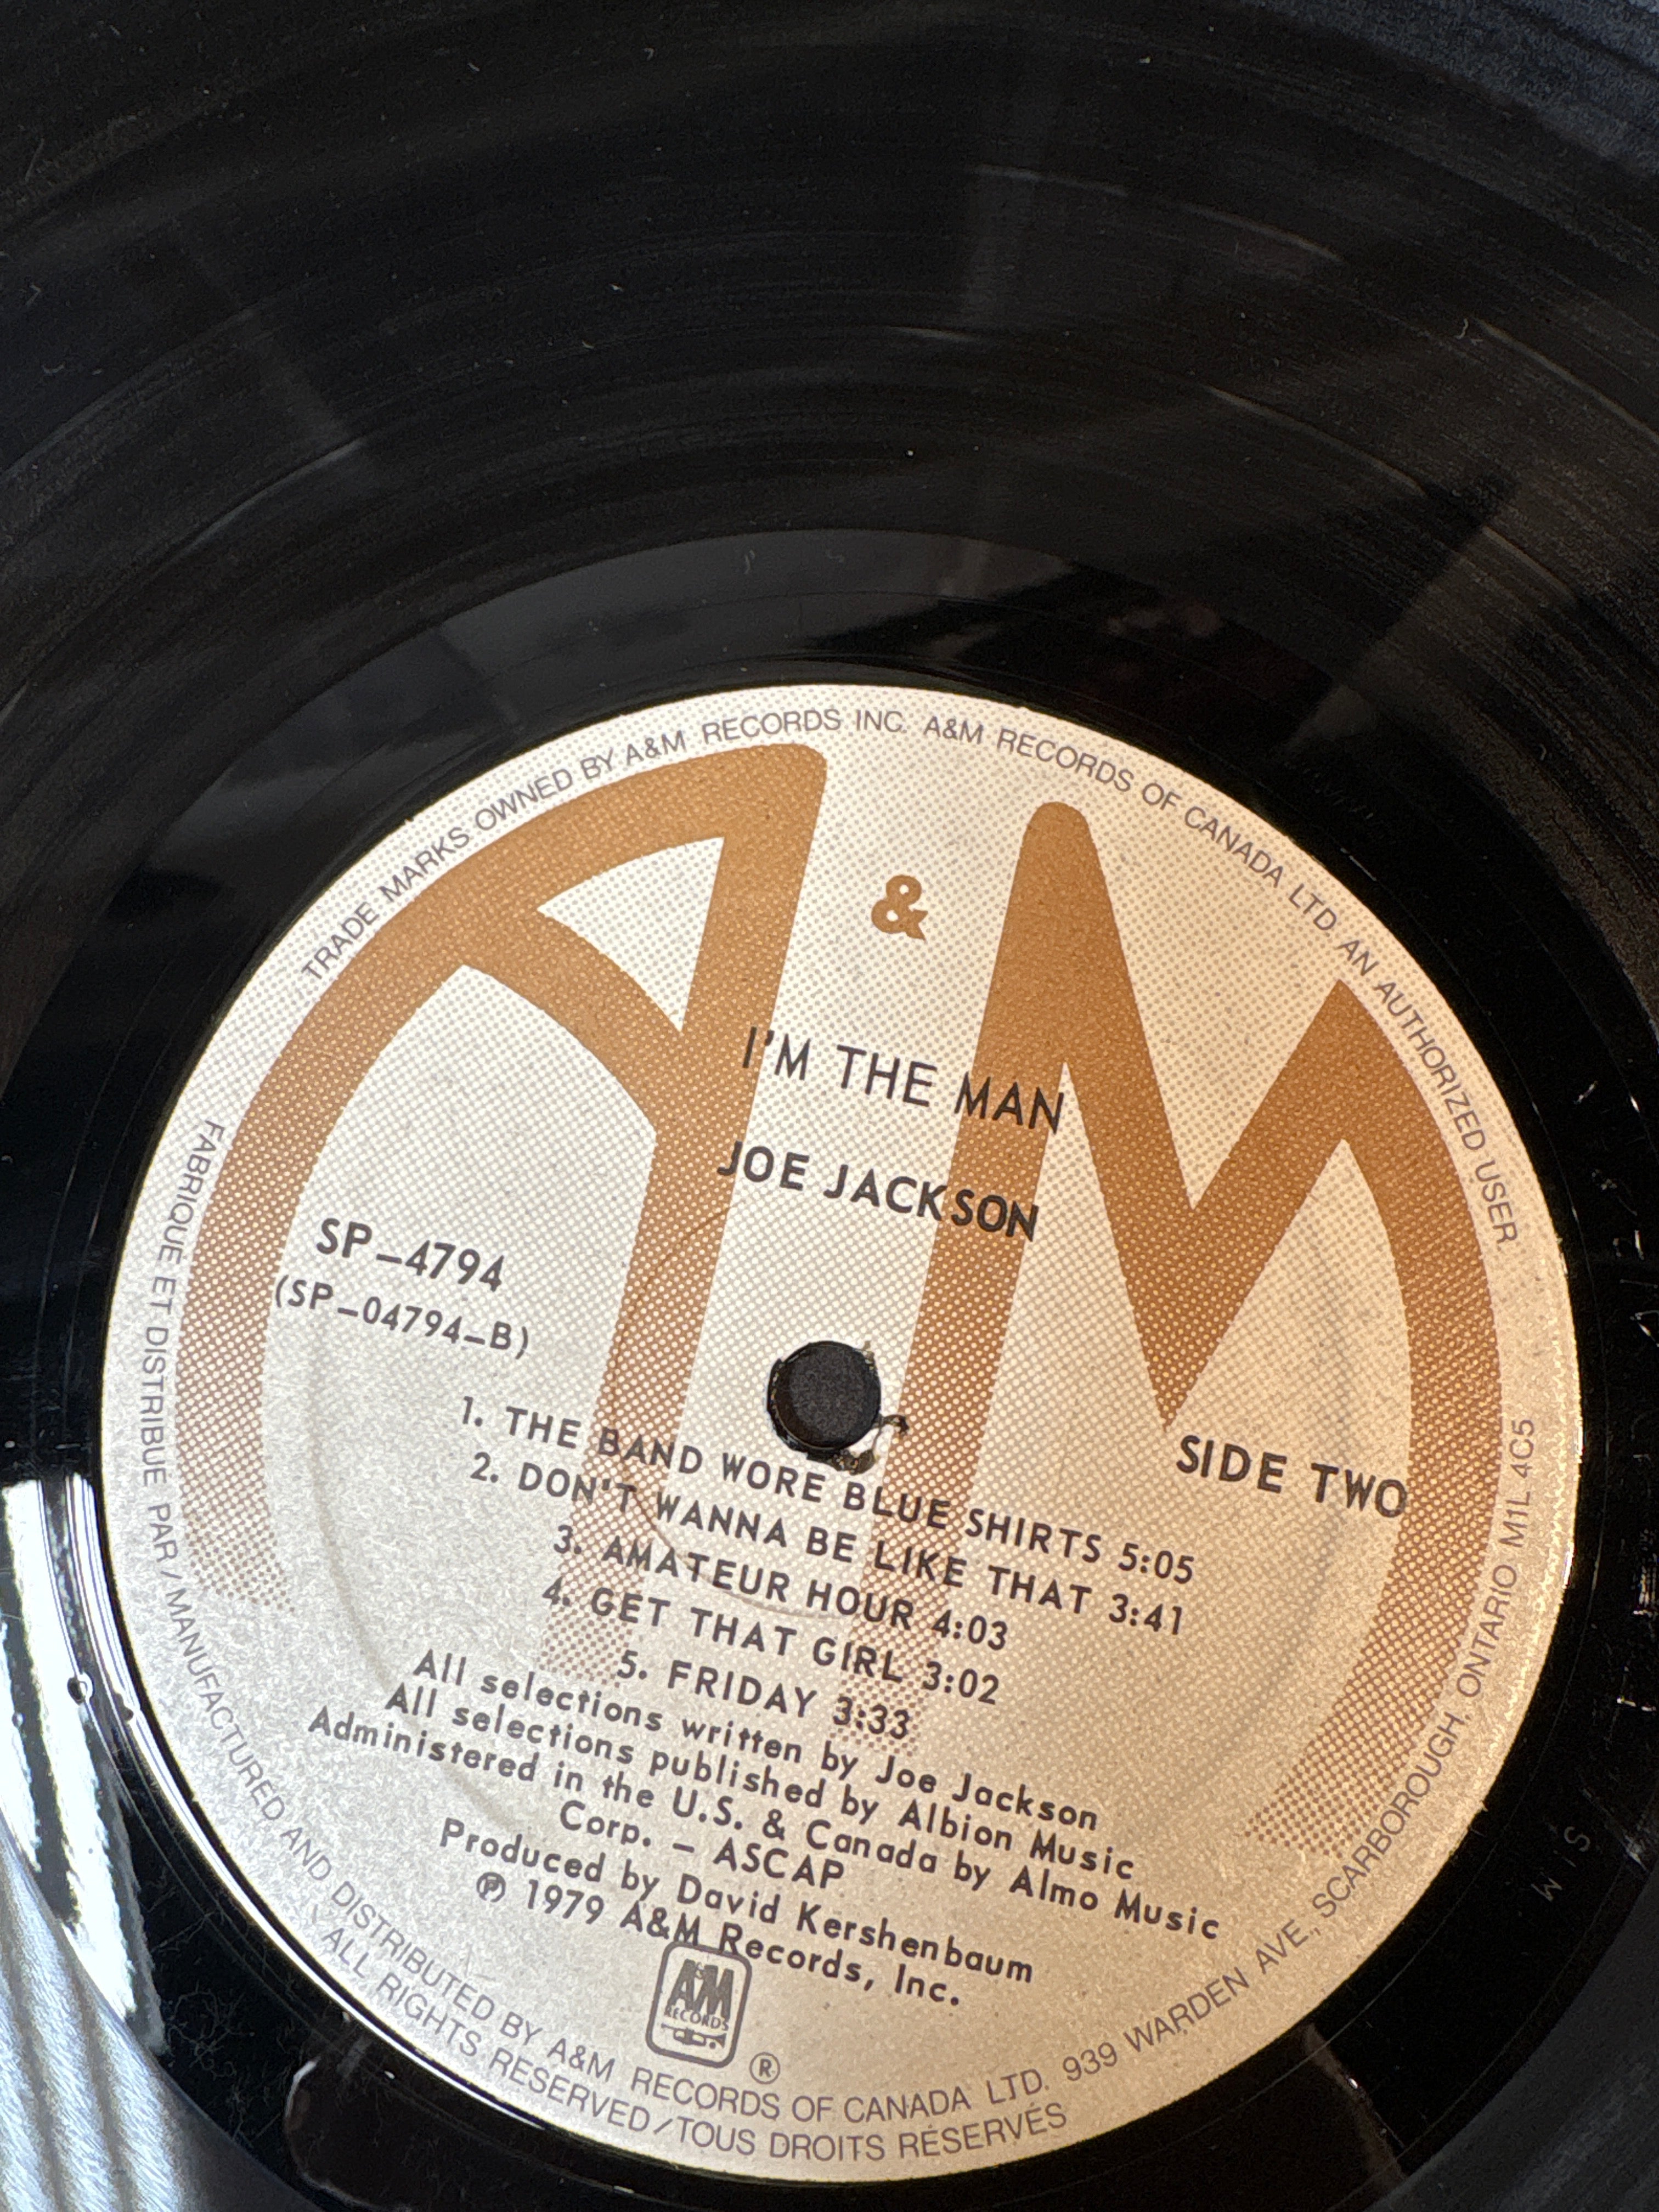 TRADE MARKS OWNED BY A&M RECORDS INC. A&M RECORDS OF CANADA LTD AN AUTHORIZED USER.
A & M
I'M THE MAN
JOE JACKSON
SP-4794
(SP-04794-B)
SIDE TWO
1. THE BAND WORE BLUE SHIRTS 5:05
2. DON'T WANNA BE LIKE THAT 3:41
3. AMATEUR HOUR 4:03
4. GET THAT GIRL 3:02
5. FRIDAY 3:33
All selections written by Joe Jackson
All selections published by Albion Music
Administered in the U.S. & Canada by Almo Music
Corp. – ASCAP
Produced by David Kershenbaum
℗ 1979 A&M Records, Inc.
A&M
RECORDS
®
FABRIQUE ET DISTRIBUE PAR / MANUFACTURED AND DISTRIBUTED BY A&M RECORDS OF CANADA LTD. 939 WARDEN AVE., SCARBOROUGH, ONTARIO M1L 4C5
ALL RIGHTS RESERVED/TOUS DROITS RÉSERVÉS